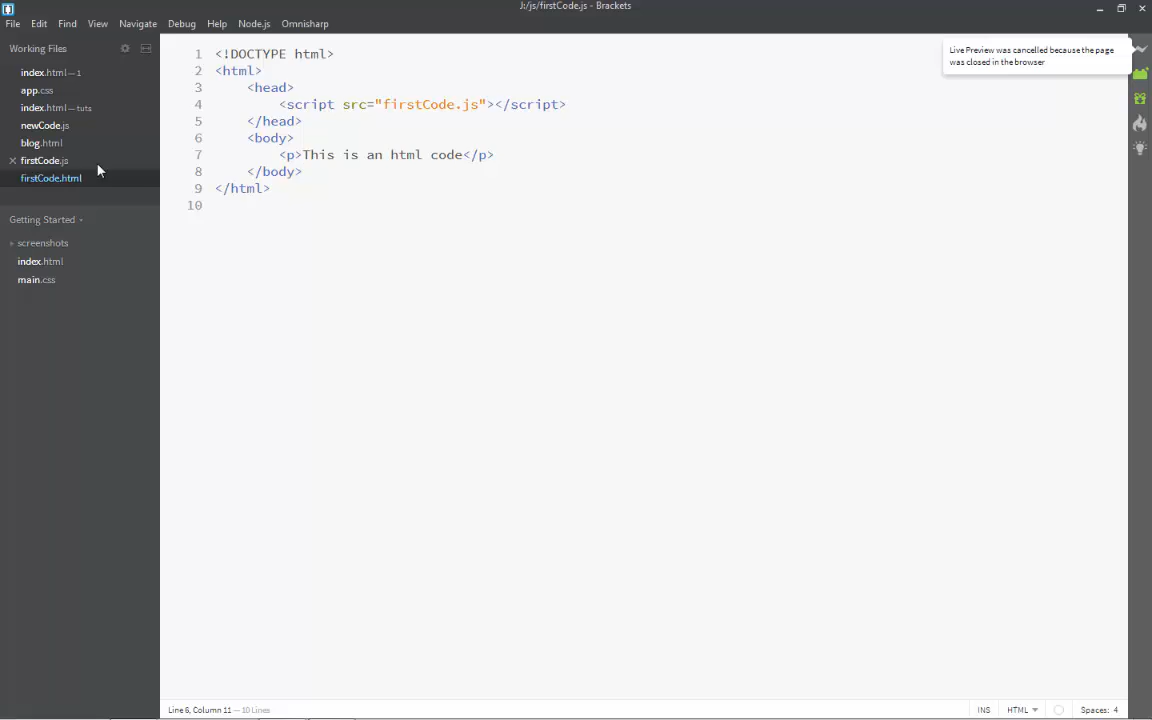 J:/js/firstCode.js - Brackets
File Edit Find View Navigate Debug Help Node.js Omnisharp
Working Files
index.html — 1
app.css
index.html — tuts
newCode.js
blog.html
firstCode.js
firstCode.html
Getting Started
screenshots
index.html
main.css
1 <!DOCTYPE html>
2 <html>
3 <head>
4 <script src="firstCode.js"></script>
5 </head>
6 <body>
7 <p>This is an html code</p>
8 </body>
9 </html>
10
Live Preview was cancelled because the page
was closed in the browser
Line 6, Column 11 — 10 Lines
INS HTML Spaces: 4